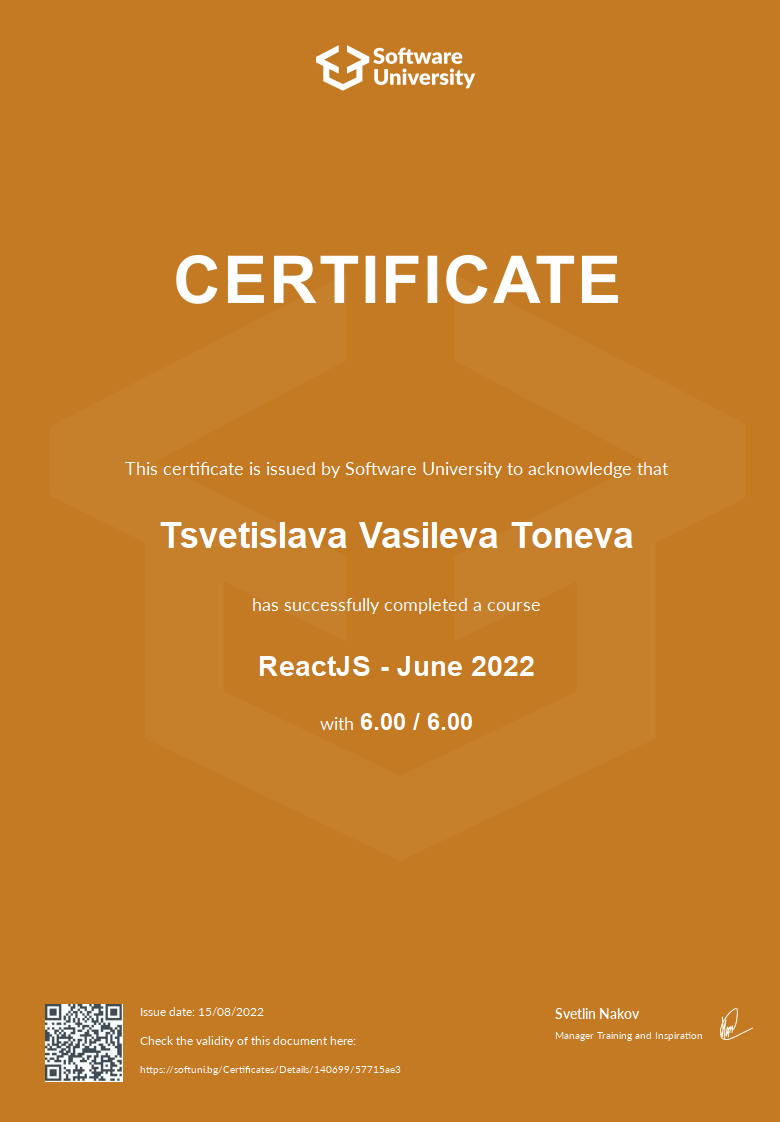 Software
University
CERTIFICATE
This certificate is issued by Software University to acknowledge that
Tsvetislava Vasileva Toneva
has successfully completed a course
ReactJS - June 2022
with 6.00 / 6.00
Issue date: 15/08/2022
Check the validity of this document here:
https://softuni.bg/Certificates/Details/140699/57715ae3
Svetlin Nakov
Manager Training and Inspiration